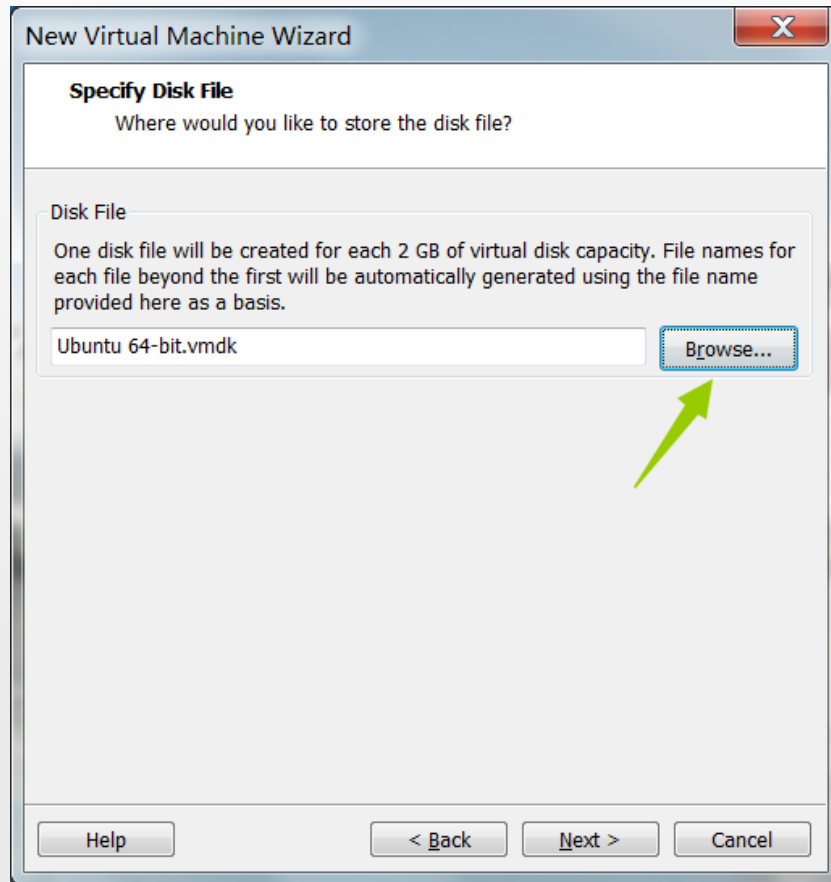 New Virtual Machine Wizard
X
Specify Disk File
Where would you like to store the disk file?
Disk File
One disk file will be created for each 2 GB of virtual disk capacity. File names for
each file beyond the first will be automatically generated using the file name
provided here as a basis.
Ubuntu 64-bit.vmdk
Browse...
Help
< Back
Next >
Cancel